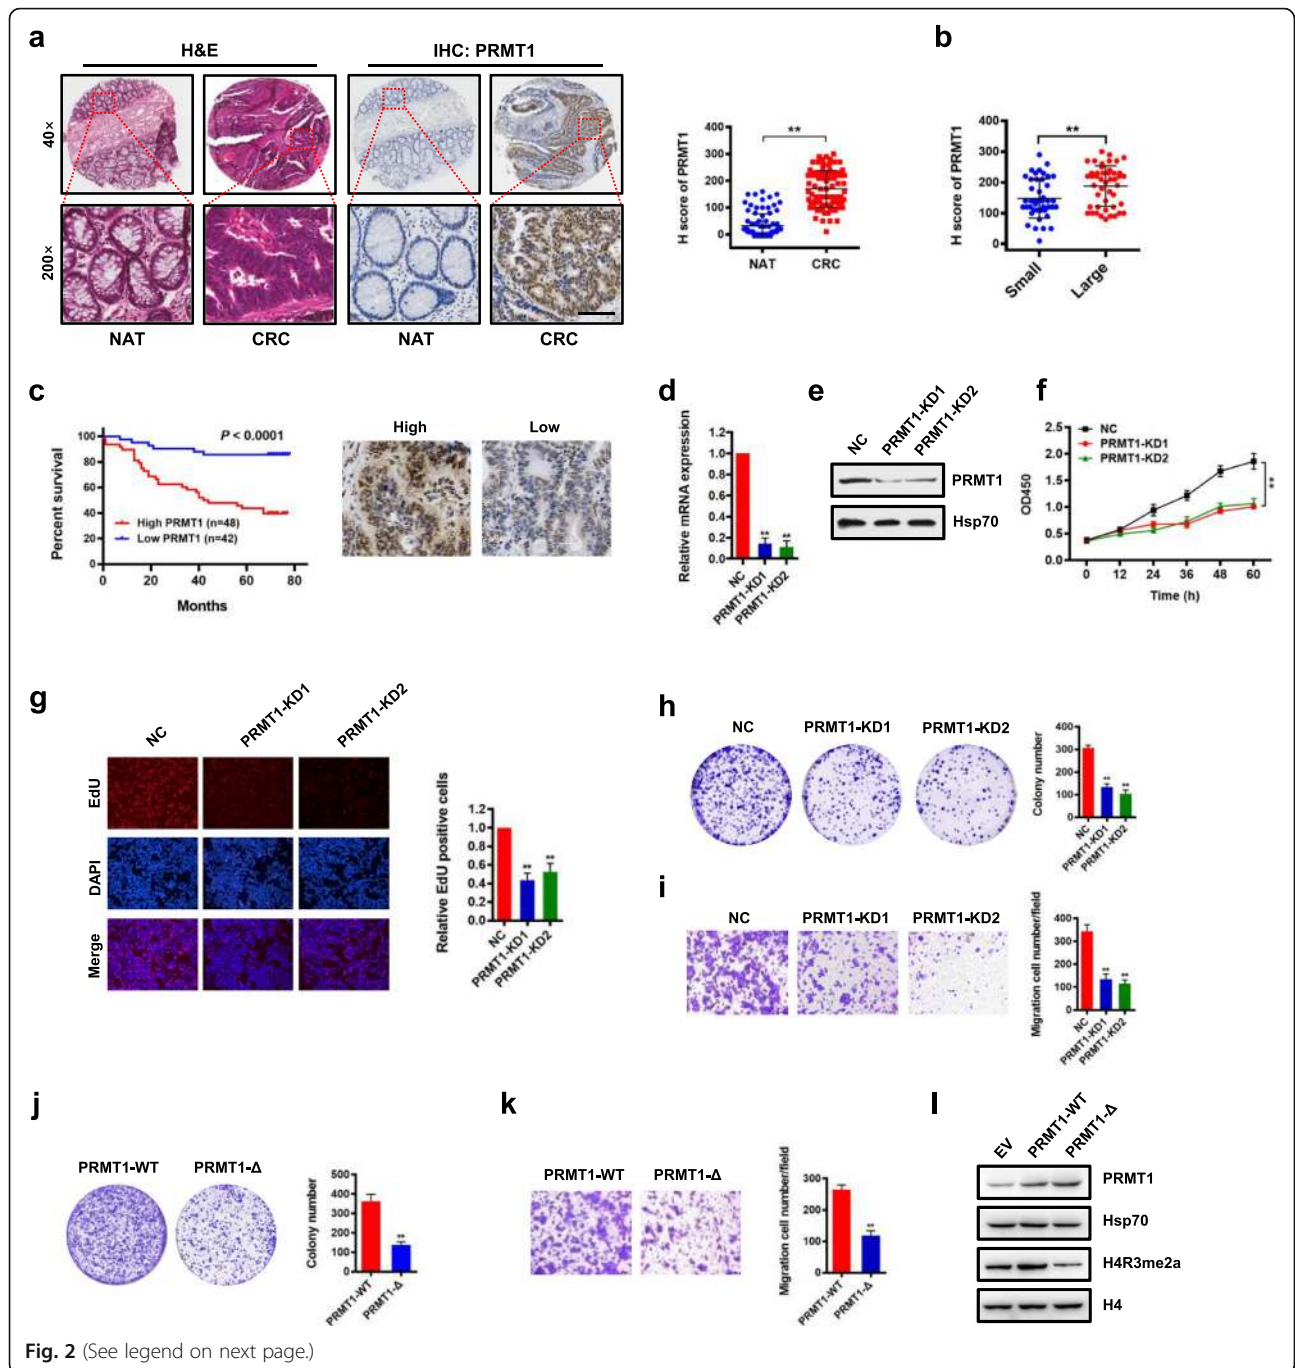 a
H&E
IHC: PRMT1
40×
200×
NAT
CRC
NAT
CRC
H score of PRMT1
400
300
200
100
0
**
NAT
CRC
b
H score of PRMT1
400
300
200
100
0
**
Small
Large
c
Percent survival
100
80
60
40
20
0
P < 0.0001
High PRMT1 (n=48)
Low PRMT1 (n=42)
0 20 40 60 80
Months
High
Low
d
Relative mRNA expression
1.2
1.0
0.8
0.6
0.4
0.2
0.0
** **
NC
PRMT1-KD1
PRMT1-KD2
e
NC
PRMT1-KD1
PRMT1-KD2
PRMT1
Hsp70
f
NC
PRMT1-KD1
PRMT1-KD2
OD450
2.5
2.0
1.5
1.0
0.5
0.0
**
0 12 24 36 48 60
Time (h)
g
NC
PRMT1-KD1
PRMT1-KD2
EdU
DAPI
Merge
Relative EdU positive cells
1.2
1.0
0.8
0.6
0.4
0.2
0.0
** **
NC
PRMT1-KD1
PRMT1-KD2
h
NC
PRMT1-KD1
PRMT1-KD2
Colony number
400
300
200
100
0
** **
NC
PRMT1-KD1
PRMT1-KD2
i
NC
PRMT1-KD1
PRMT1-KD2
Migration cell number/field
400
300
200
100
0
** **
NC
PRMT1-KD1
PRMT1-KD2
j
PRMT1-WT
PRMT1-Δ
Colony number
500
400
300
200
100
0
**
PRMT1-WT
PRMT1-Δ
k
PRMT1-WT
PRMT1-Δ
Migration cell number/field
300
200
100
0
**
PRMT1-WT
PRMT1-Δ
l
EV
PRMT1-WT
PRMT1-Δ
PRMT1
Hsp70
H4R3me2a
H4
Fig. 2 (See legend on next page.)